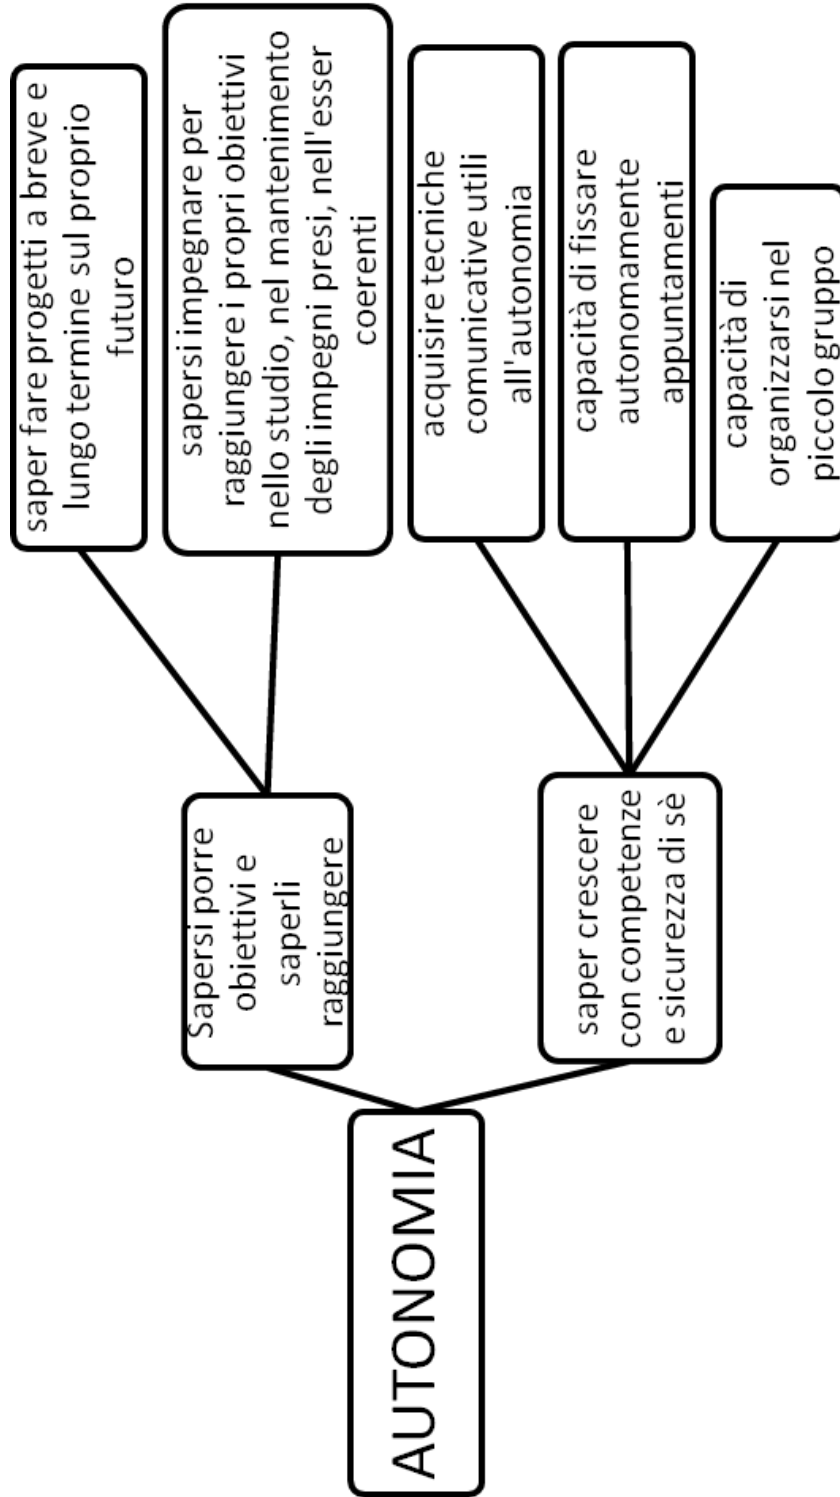 AUTONOMIA
Sapersi porre
obiettivi e
saperli
raggiungere
saper fare progetti a breve e
lungo termine sul proprio
futuro
sapersi impegnare per
raggiungere i propri obiettivi
nello studio, nel mantenimento
degli impegni presi, nell'esser
coerenti
saper crescere
con competenze
e sicurezza di sè
acquisire tecniche
comunicative utili
all'autonomia
capacità di fissare
autonomamente
appuntamenti
capacità di
organizzarsi nel
piccolo gruppo